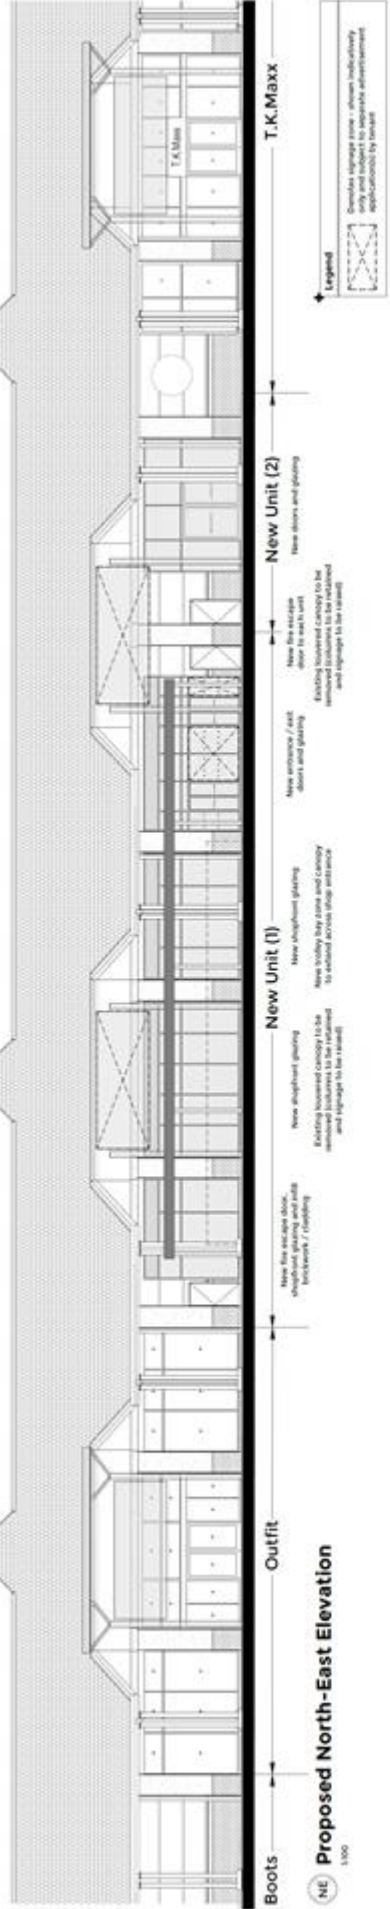 T.K.Maxx
Boots
Outfit
New Unit (1)
New Unit (2)
T.K.Maxx
New fire escape door,
shopfront glazing and infill
brickwork / cladding
New shopfront glazing
New shopfront glazing
New entrance / exit
doors and glazing
New fire escape
door to each unit
New doors and glazing
Existing louvered canopy to be
removed (columns to be retained
and signage to be raised)
New trolley bay zone and canopy
to extend across shop entrance
Existing louvered canopy to be
removed (columns to be retained
and signage to be raised)
NE
Proposed North-East Elevation
1:100
Legend
Denotes signage zone - shown indicatively
only and subject to separate advertisement
application(s) by tenant